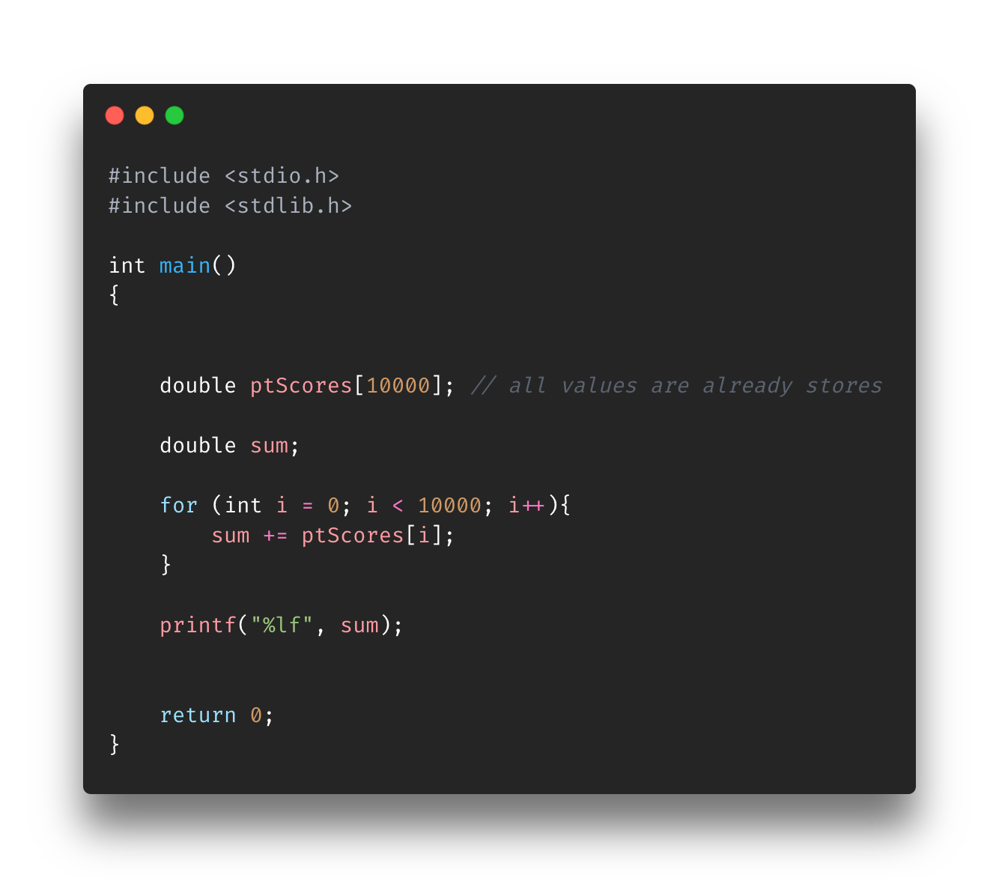 #include <stdio.h>
#include <stdlib.h>
int main()
{
    double ptScores[10000]; // all values are already stores
    double sum;
    for (int i = 0; i < 10000; i++){
        sum += ptScores[i];
    }
    printf("%lf", sum);
    return 0;
}